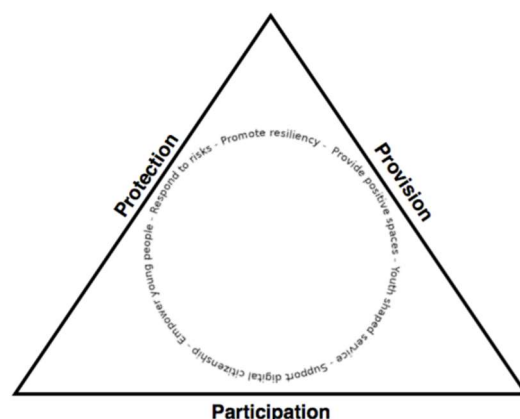 Protection
Provision
Respond to risks - Promote resiliency - Provide positive spaces - Youth shaped service - Support digital citizenship - Empower young people -
Participation